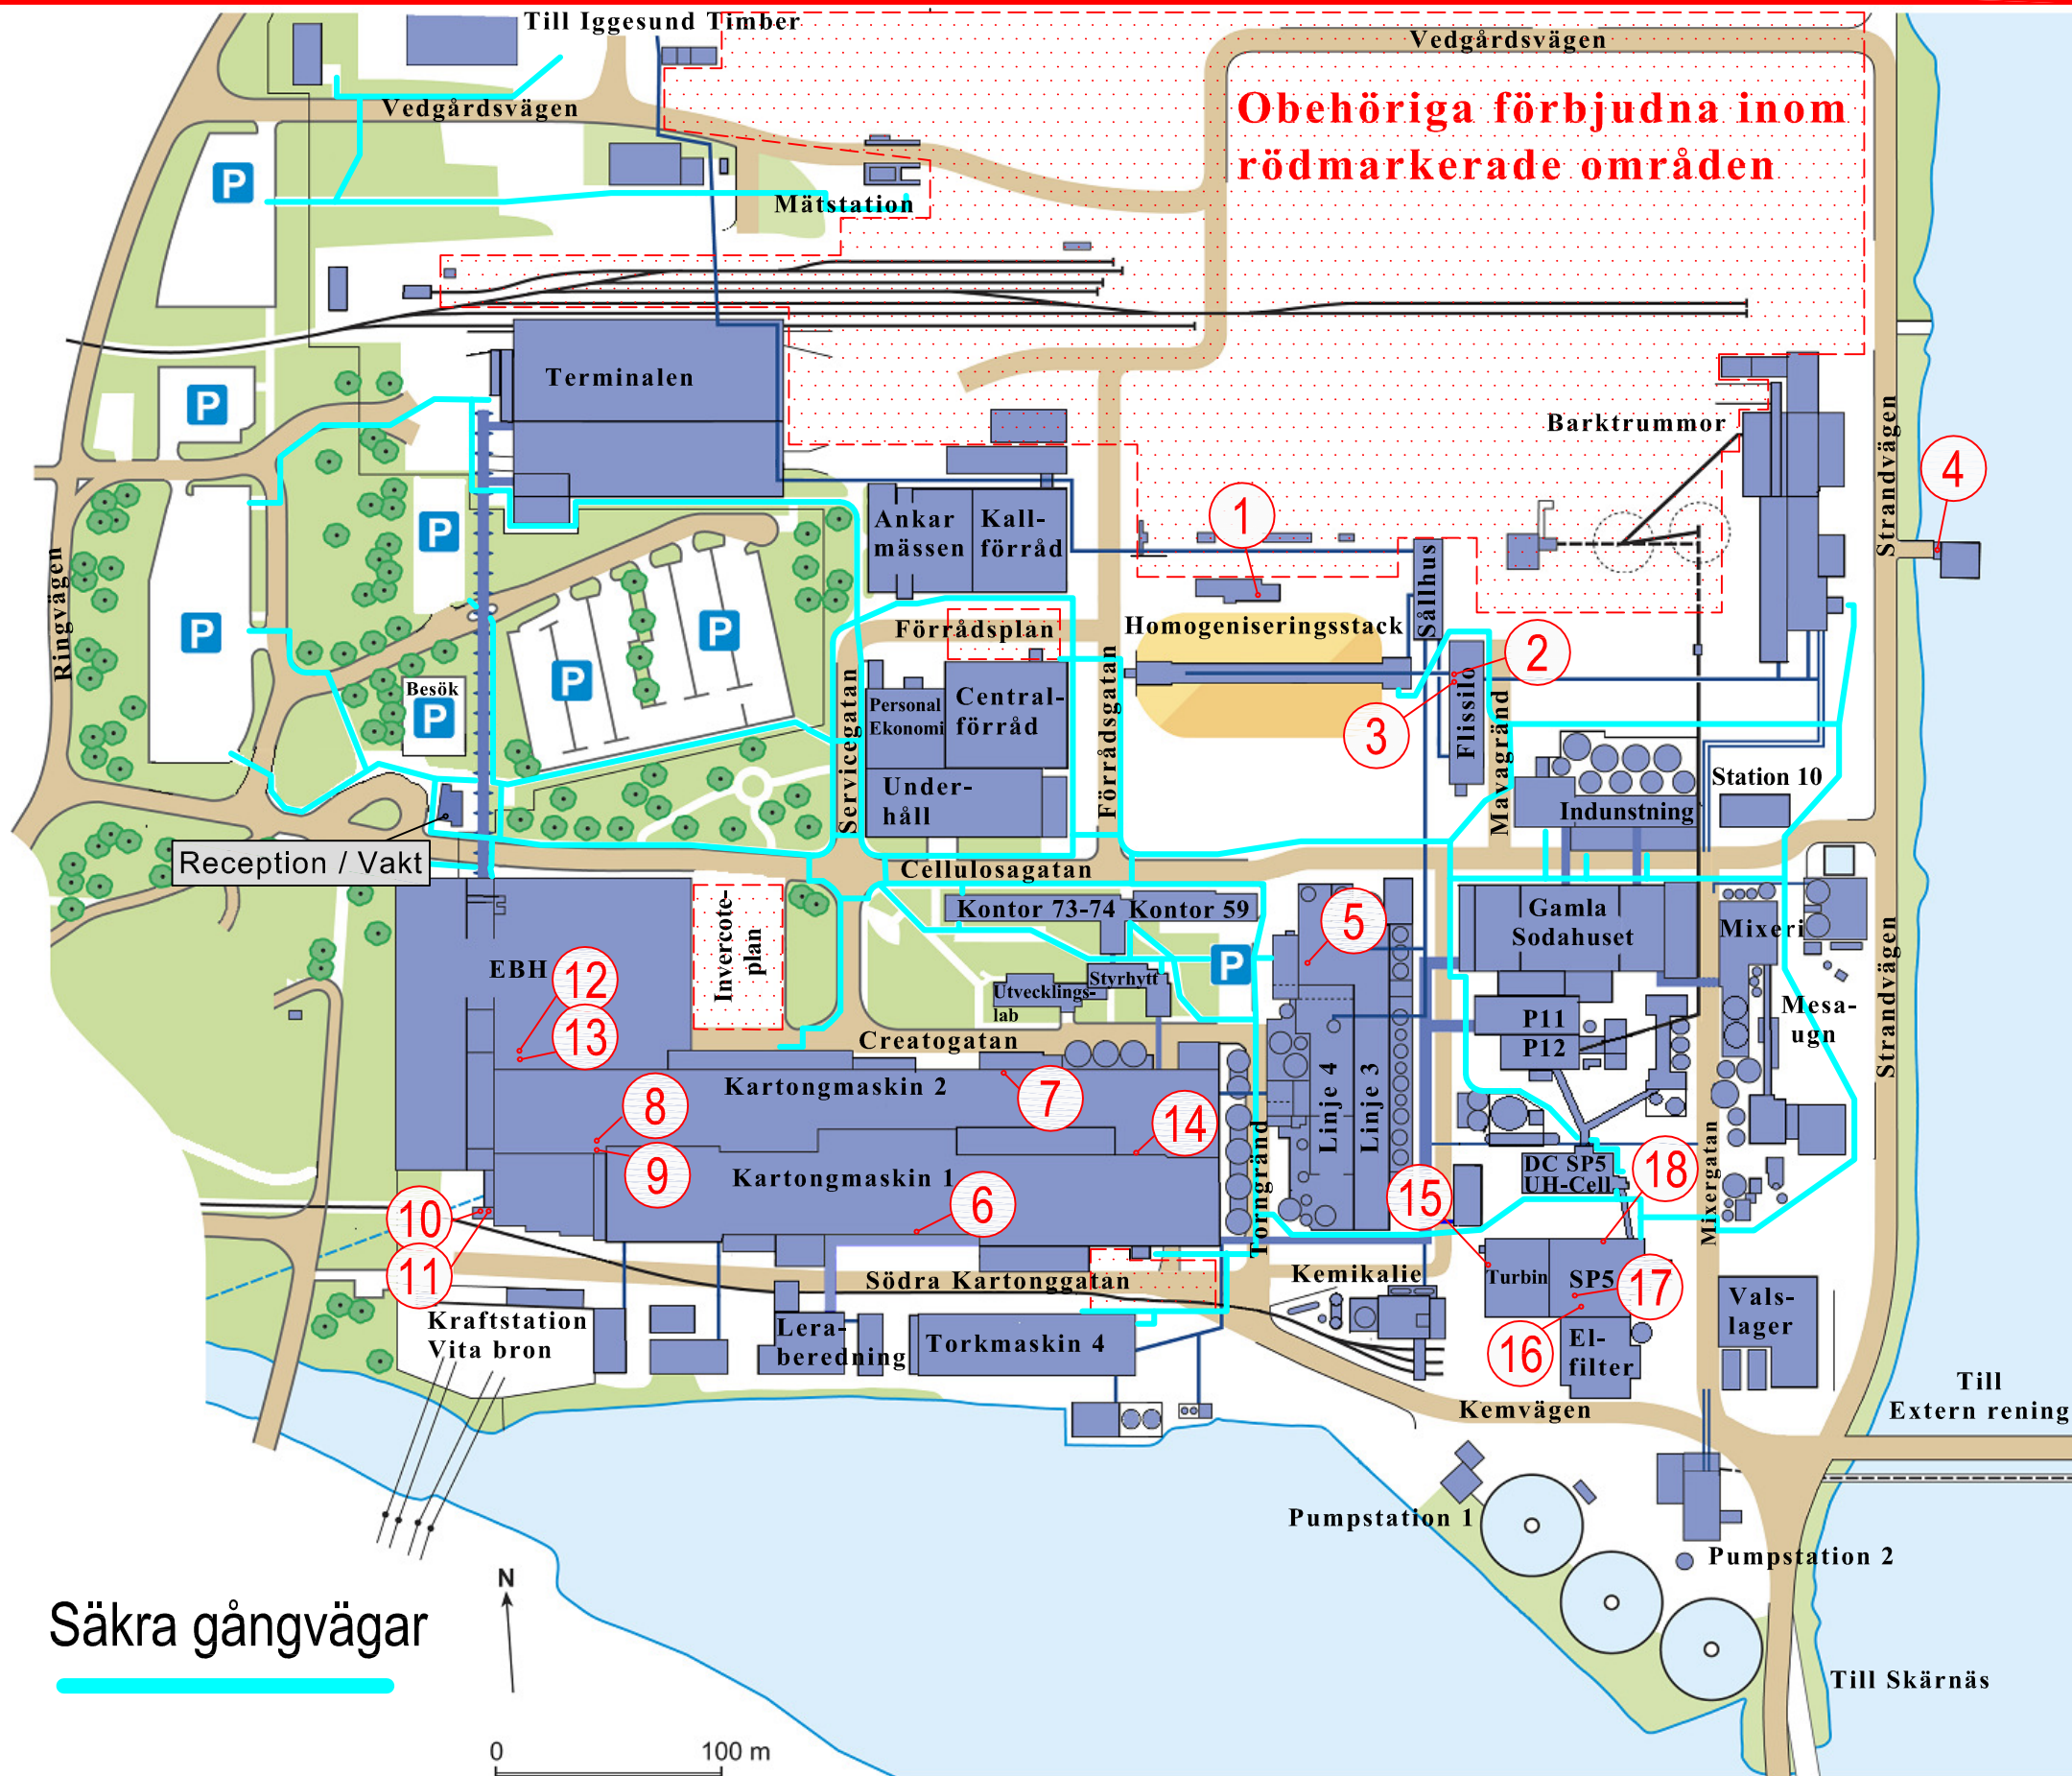 Till Iggesund Timber
Vedgårdsvägen
Vedgårdsvägen
Obehöriga förbjudna inom
rödmarkerade områden
P
Mätstation
Terminalen
P
Barktrummor
Strandvägen
4
P
Ankar
mässen
Kall-
förråd
1
Sållhus
Ringvägen
P
P
P
Besök
P
Förrådsplan
Homogeniseringsstack
2
3
Flissilo
Mavagränd
Servicegatan
Personal
Ekonomi
Central-
förråd
Förrådsgatan
Under-
håll
Station 10
Indunstning
Reception / Vakt
Cellulosagatan
Kontor 73-74
Kontor 59
5
Gamla
Sodahuset
Mixeri
Strandvägen
Invercote-
plan
EBH
12
13
P
Styrhytt
Utvecklings-
lab
Mesa-
ugn
P11
P12
Creatogatan
Kartongmaskin 2
7
8
9
14
Linje 4
Linje 3
Torngränd
Kartongmaskin 1
6
DC SP5
UH-Cell
18
15
Mixergatan
10
11
Södra Kartonggatan
Kemikalie
Turbin
SP5
17
16
El-
filter
Vals-
lager
Kraftstation
Vita bron
Lera-
beredning
Torkmaskin 4
Kemvägen
Till
Extern rening
Pumpstation 1
Pumpstation 2
N
Säkra gångvägar
Till Skärnäs
0
100 m